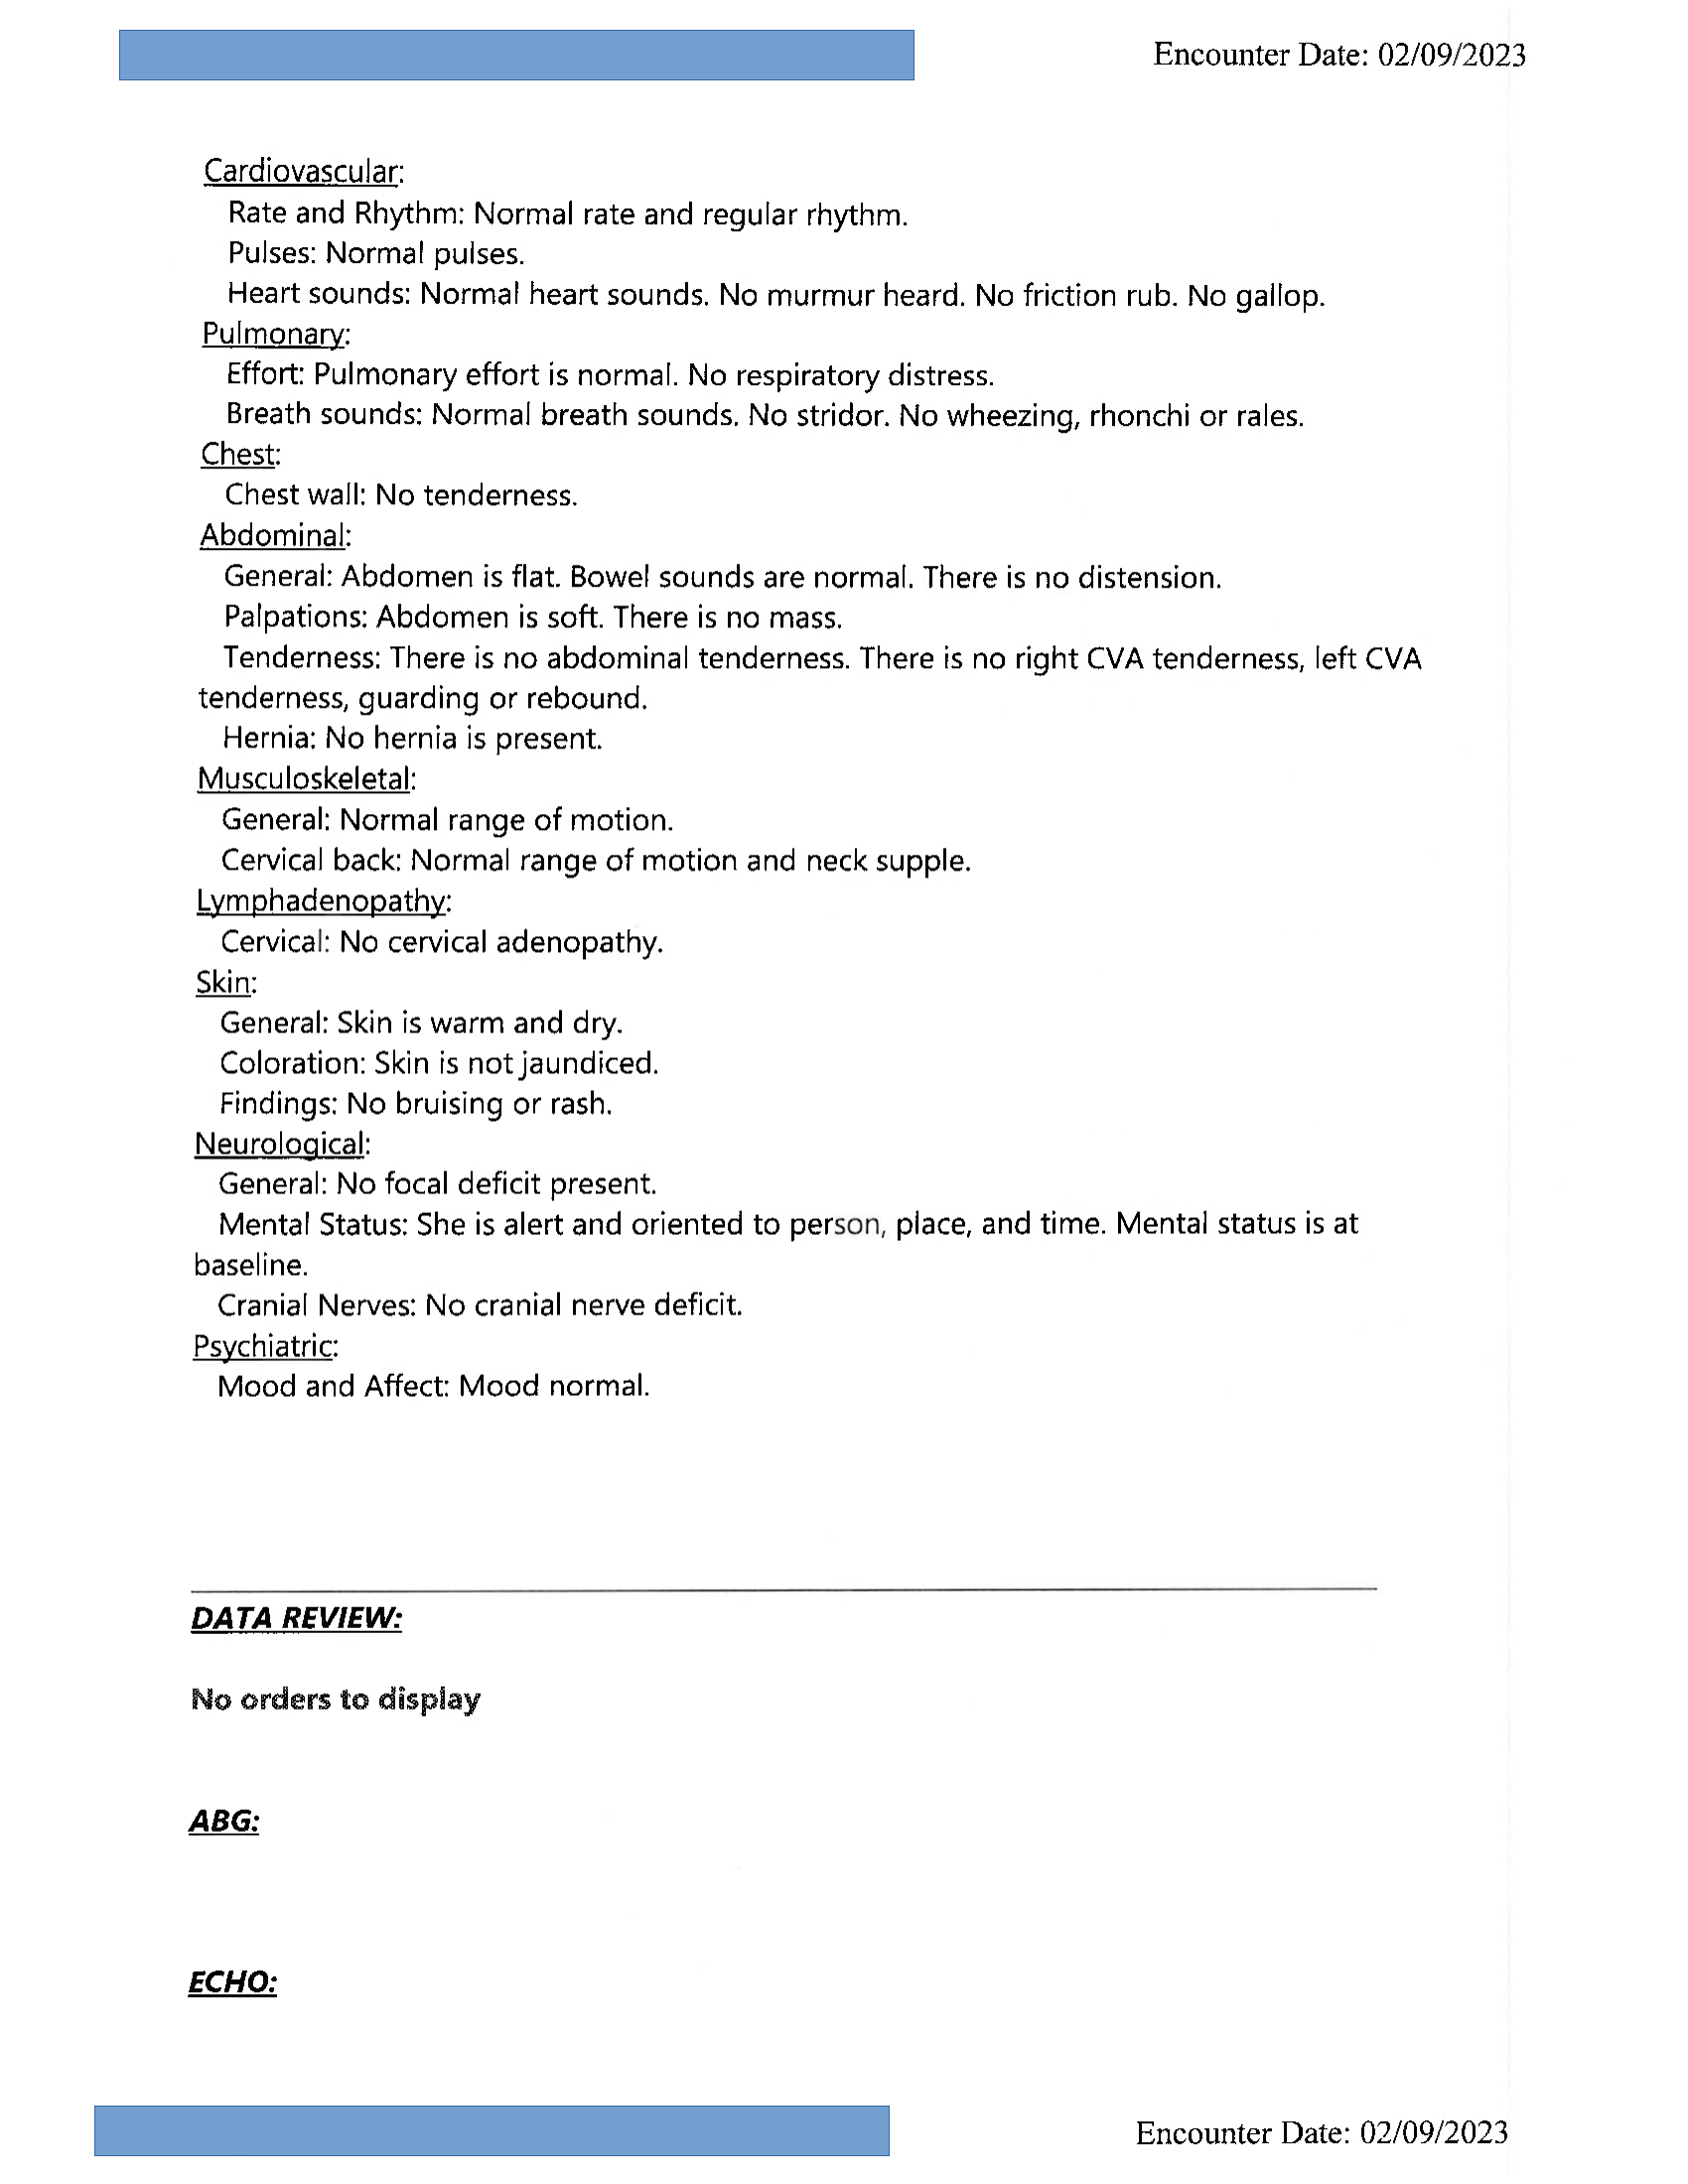 Encounter Date: 02/09/2023
Cardiovascular:
Rate and Rhythm: Normal rate and regular rhythm.
Pulses: Normal pulses.
Heart sounds: Normal heart sounds. No murmur heard. No friction rub. No gallop.
Pulmonary:
Effort: Pulmonary effort is normal. No respiratory distress.
Breath sounds: Normal breath sounds. No stridor. No wheezing, rhonchi or rales.
Chest:
Chest wall: No tenderness.
Abdominal:
General: Abdomen is flat. Bowel sounds are normal. There is no distension.
Palpations: Abdomen is soft. There is no mass.
Tenderness: There is no abdominal tenderness. There is no right CVA tenderness, left CVA
tenderness, guarding or rebound.
Hernia: No hernia is present.
Musculoskeletal:
General: Normal range of motion.
Cervical back: Normal range of motion and neck supple.
Lymphadenopathy:
Cervical: No cervical adenopathy.
Skin:
General: Skin is warm and dry.
Coloration: Skin is not jaundiced.
Findings: No bruising or rash.
Neurological:
General: No focal deficit present.
Mental Status: She is alert and oriented to person, place, and time. Mental status is at
baseline.
Cranial Nerves: No cranial nerve deficit.
Psychiatric:
Mood and Affect: Mood normal.
DATA REVIEW:
No orders to display
ABG:
ECHO:
Encounter Date: 02/09/2023